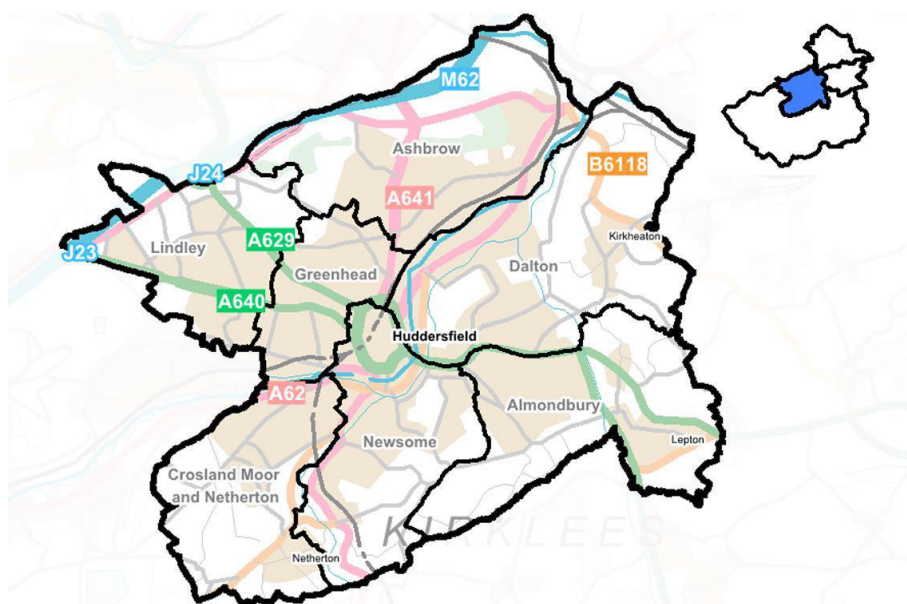 M62
Ashbrow
J24
B6118
A641
J23
Lindley
A629
Kirkheaton
Greenhead
Dalton
A640
Huddersfield
A62
Almondbury
Newsome
Lepton
Crosland Moor
and Netherton
KIRKLEES
Netherton